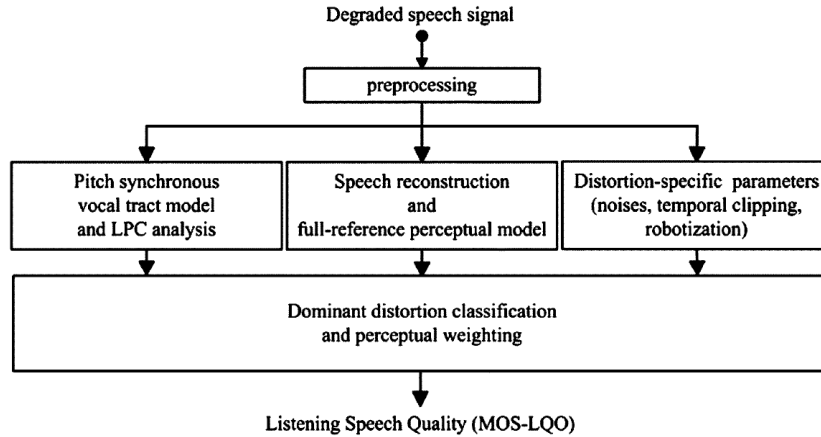 Degraded speech signal
preprocessing
Pitch synchronous
vocal tract model
and LPC analysis
Speech reconstruction
and
full-reference perceptual model
Distortion-specific parameters
(noises, temporal clipping,
robotization)
Dominant distortion classification
and perceptual weighting
Listening Speech Quality (MOS-LQO)